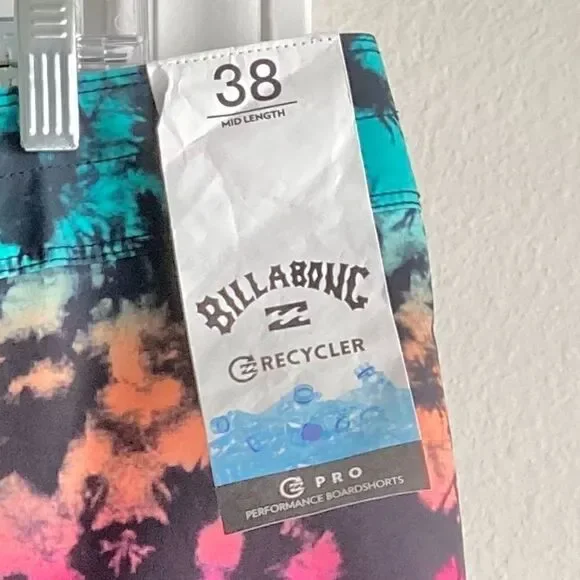 38
MID LENGTH
BILLABONG
RECYCLER
PRO
PERFORMANCE BOARDSHORTS